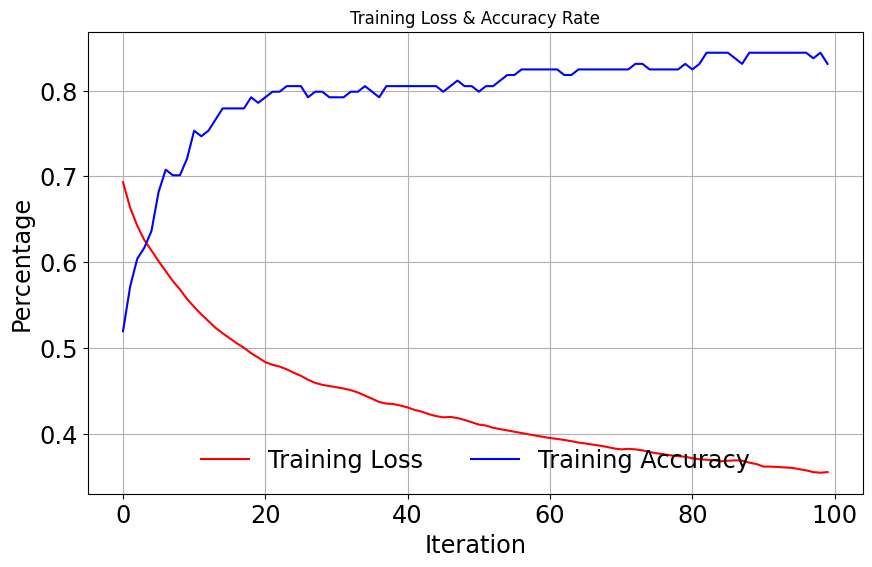 Training Loss & Accuracy Rate
0.8
0.7
0.6
0.5
0.4
Percentage
Training Loss
Training Accuracy
0
20
40
60
80
100
Iteration